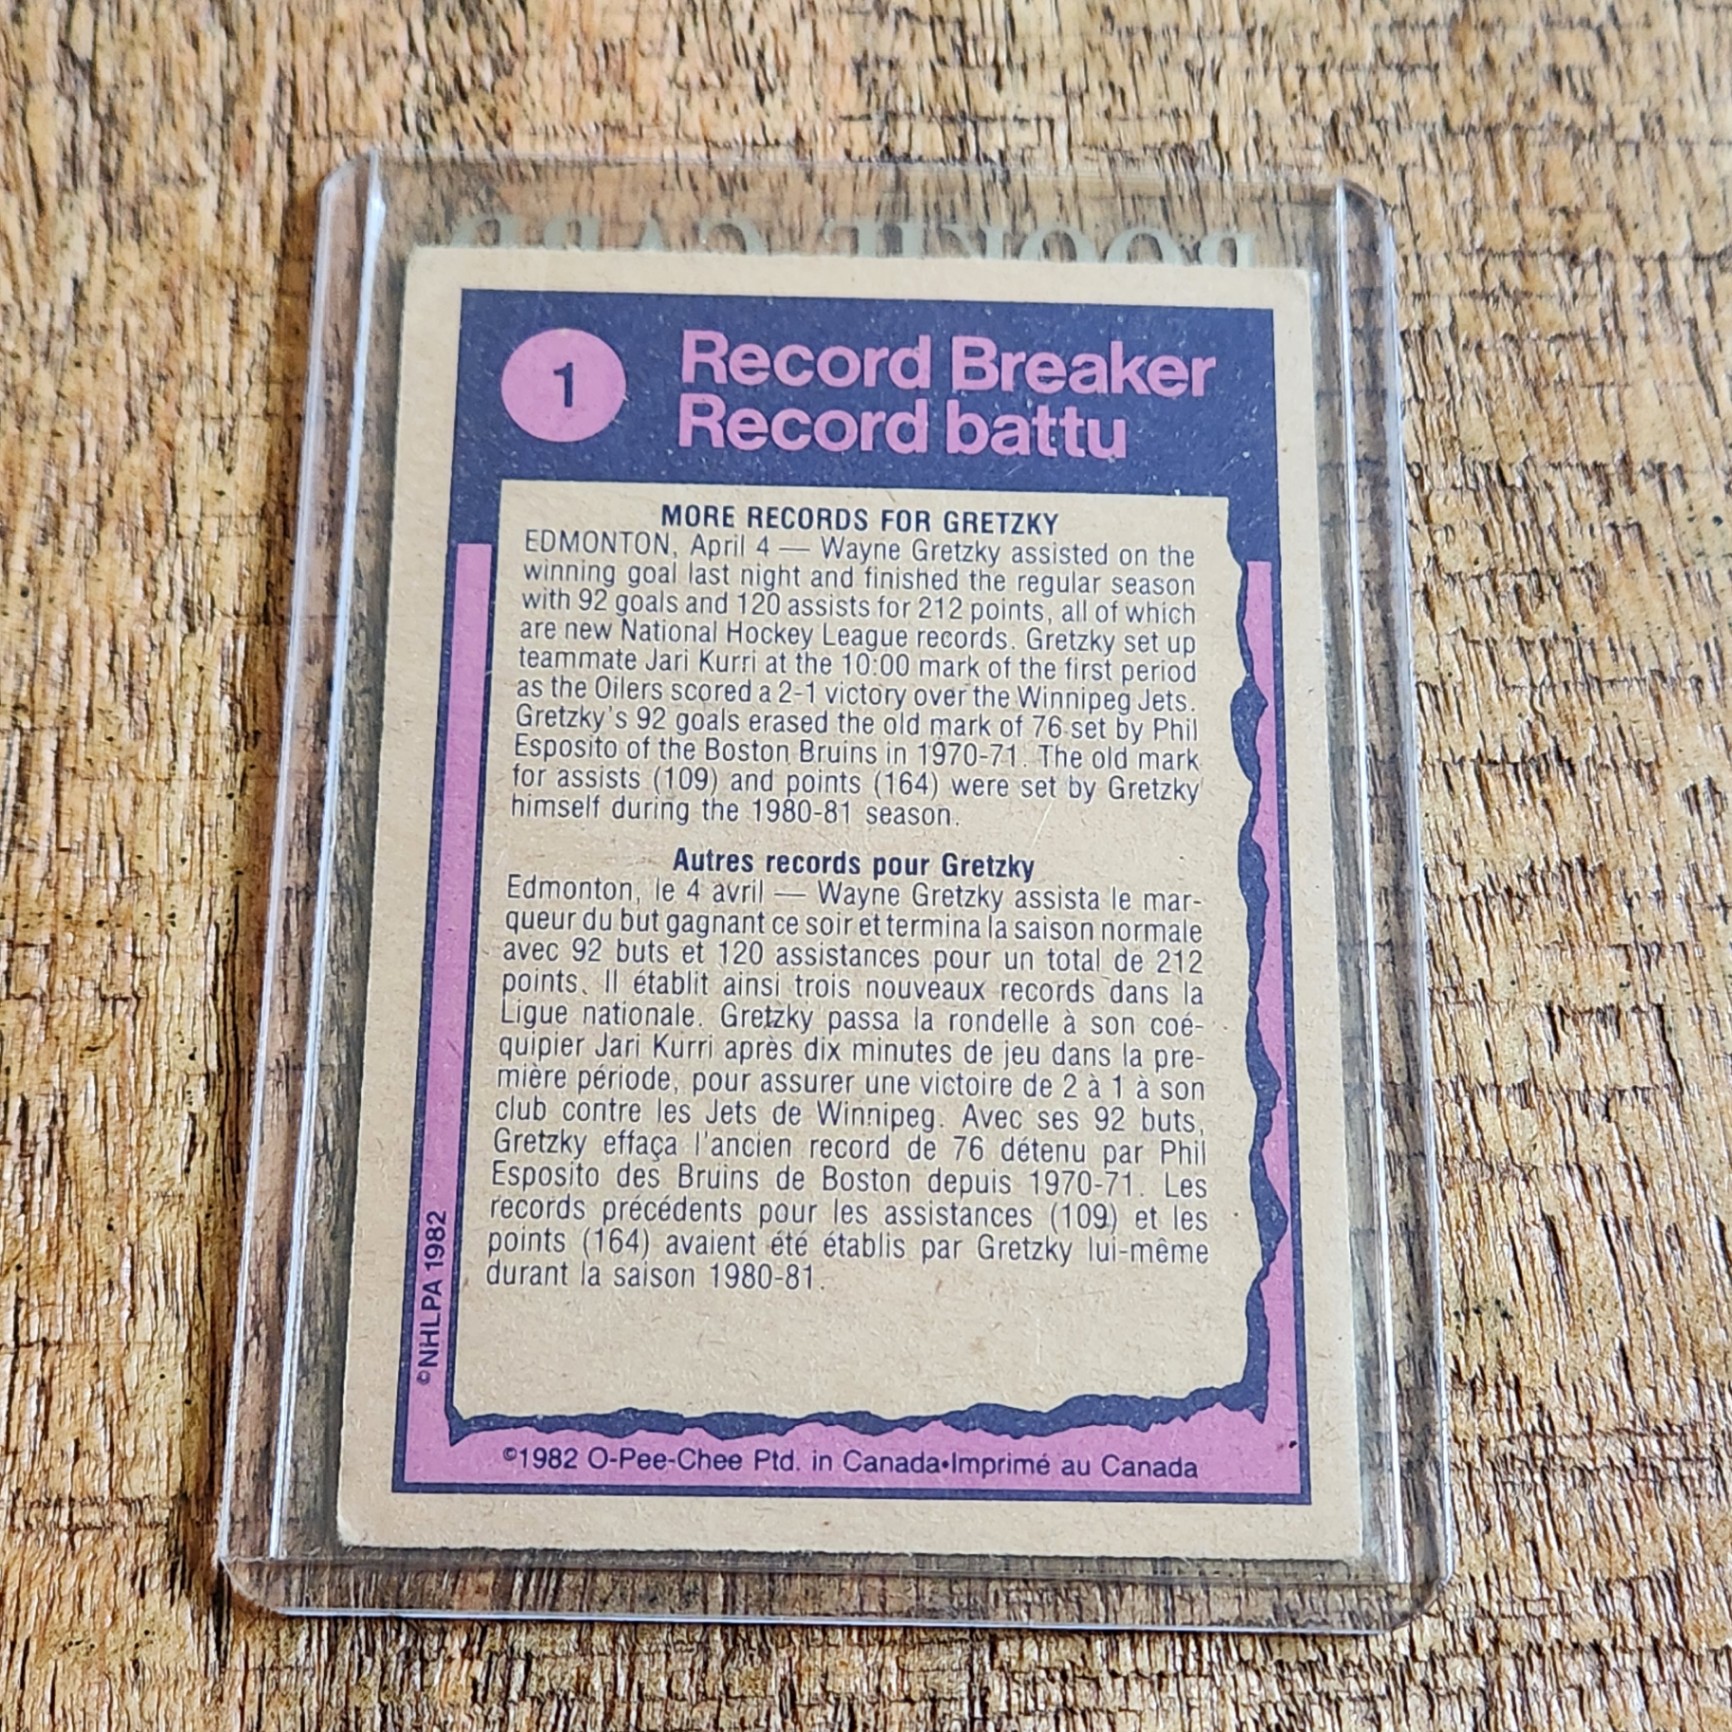 ROOKIE CARD
1
Record Breaker
Record battu
MORE RECORDS FOR GRETZKY
EDMONTON, April 4 — Wayne Gretzky assisted on the
winning goal last night and finished the regular season
with 92 goals and 120 assists for 212 points, all of which
are new National Hockey League records. Gretzky set up
teammate Jari Kurri at the 10:00 mark of the first period
as the Oilers scored a 2-1 victory over the Winnipeg Jets.
Gretzky's 92 goals erased the old mark of 76 set by Phil
Esposito of the Boston Bruins in 1970-71. The old mark
for assists (109) and points (164) were set by Gretzky
himself during the 1980-81 season.
Autres records pour Gretzky
Edmonton, le 4 avril — Wayne Gretzky assista le mar-
queur du but gagnant ce soir et termina la saison normale
avec 92 buts et 120 assistances pour un total de 212
points. Il établit ainsi trois nouveaux records dans la
Ligue nationale. Gretzky passa la rondelle à son coé-
quipier Jari Kurri après dix minutes de jeu dans la pre-
mière période, pour assurer une victoire de 2 à 1 à son
club contre les Jets de Winnipeg. Avec ses 92 buts,
Gretzky effaça l'ancien record de 76 détenu par Phil
Esposito des Bruins de Boston depuis 1970-71. Les
records précédents pour les assistances (109) et les
points (164) avaient été établis par Gretzky lui-même
durant la saison 1980-81.
©NHLPA 1982
©1982 O-Pee-Chee Ptd. in Canada•Imprimé au Canada